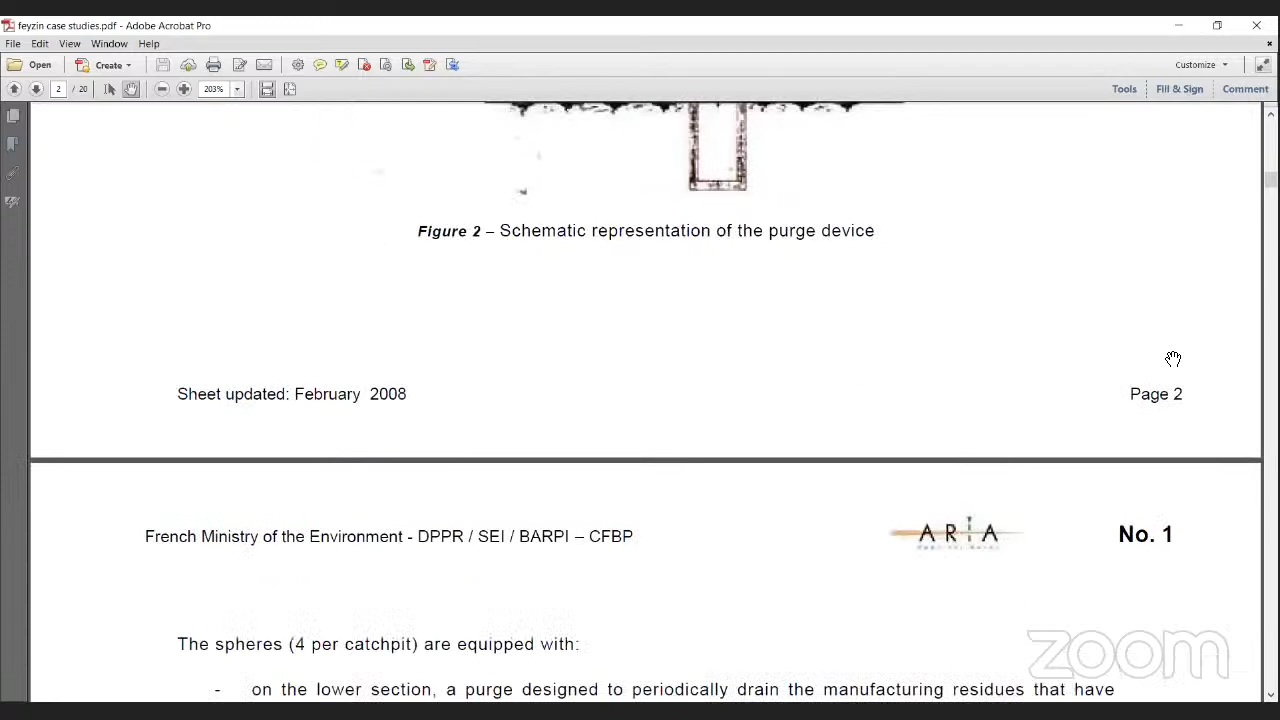 feyzin case studies.pdf - Adobe Acrobat Pro
File Edit View Window Help
Open Create Customize
2 / 20 203% Tools Fill & Sign Comment
Figure 2 – Schematic representation of the purge device
Sheet updated: February 2008 Page 2
French Ministry of the Environment - DPPR / SEI / BARPI – CFBP ARIA No. 1
The spheres (4 per catchpit) are equipped with:
- on the lower section, a purge designed to periodically drain the manufacturing residues that have
zoom